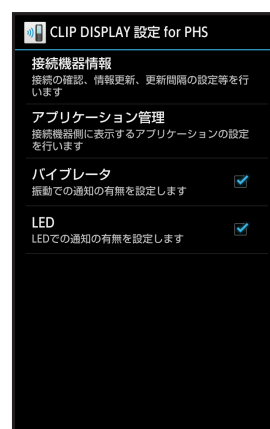 CLIP DISPLAY 設定 for PHS
接続機器情報
接続の確認、情報更新、更新間隔の設定等を行
います
アプリケーション管理
接続機器側に表示するアプリケーションの設定
を行います
バイブレータ
振動での通知の有無を設定します
LED
LEDでの通知の有無を設定します